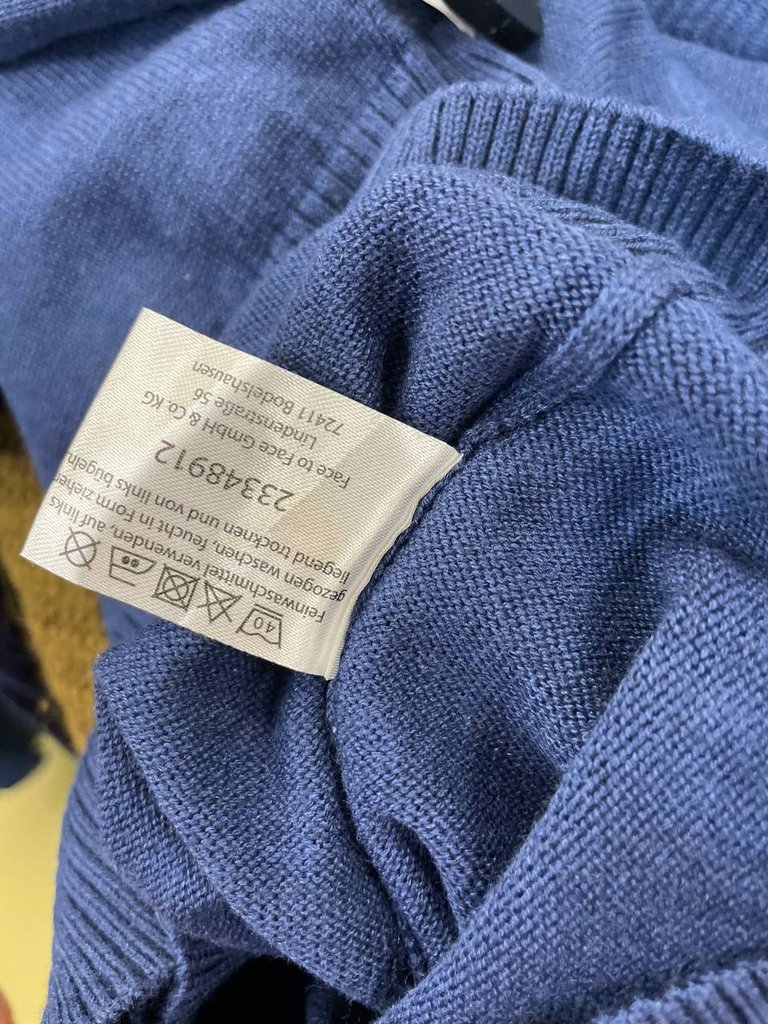 40
Feinwaschmittel verwenden, auf links
gezogen waschen, feucht in Form ziehen
liegend trocknen und von links bügeln
23348912
Face to Face GmbH & Co. KG
Lindenstraße 56
72411 Bodelshausen